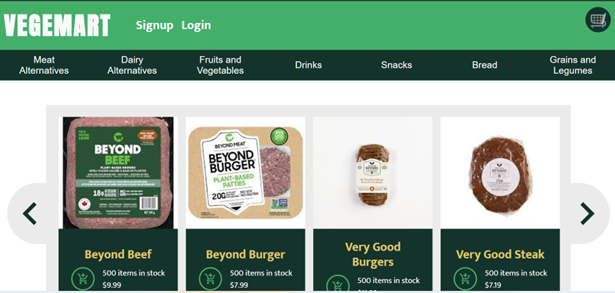 VEGEMART
Signup Login
Meat Alternatives
Dairy Alternatives
Fruits and Vegetables
Drinks
Snacks
Bread
Grains and Legumes
BEYOND
BEEF
PLANT-BASED GROUND
BEYOND MEAT
BEYOND
BURGER
PLANT-BASED
PATTIES
20G
Beyond Beef
500 items in stock
$9.99
Beyond Burger
500 items in stock
$7.99
Very Good
Burgers
500 items in stock
Very Good Steak
500 items in stock
$7.19